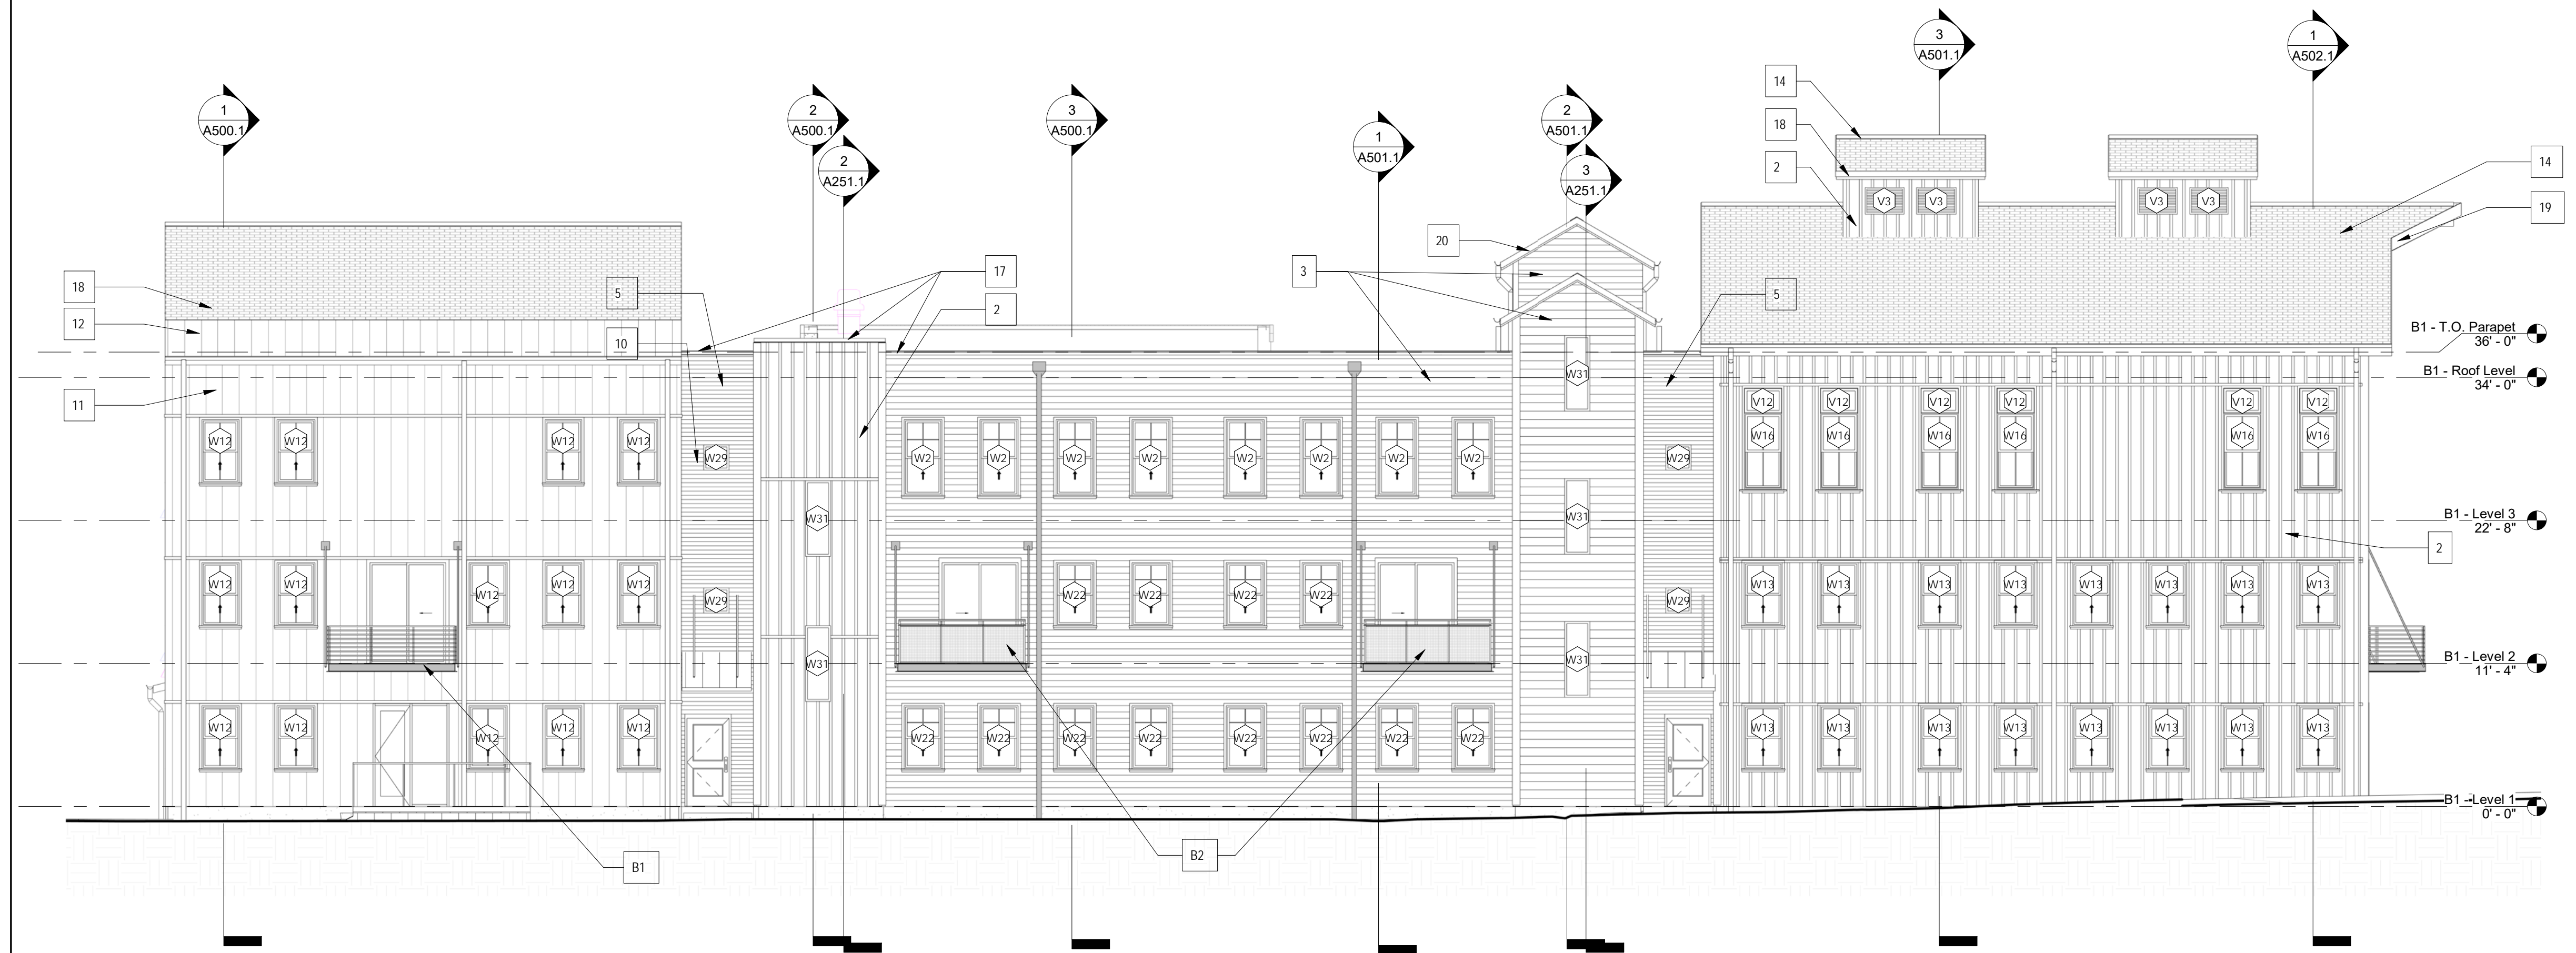 3
A501.1
1
A502.1
1
A500.1
2
A500.1
3
A500.1
2
A501.1
1
A501.1
2
A251.1
3
A251.1
14
18
2
14
19
V3
V3
V3
V3
20
18
12
5
17
2
3
5
10
11
B1 - T.O. Parapet
36' - 0"
B1 - Roof Level
34' - 0"
W31
V12
V12
V12
V12
V12
V12
W12
W12
W12
W12
W29
W2
W2
W2
W2
W2
W2
W2
W2
W29
W16
W16
W16
W16
W16
W16
W31
W31
B1 - Level 3
22' - 8"
2
W12
W12
W12
W12
W12
W29
W22
W22
W22
W22
W29
W13
W13
W13
W13
W13
W13
W13
W13
W31
W31
B1 - Level 2
11' - 4"
W12
W12
W12
W12
W12
W22
W22
W22
W22
W22
W22
W22
W22
W13
W13
W13
W13
W13
W13
W13
W13
B1 - Level 1
0' - 0"
B1
B2